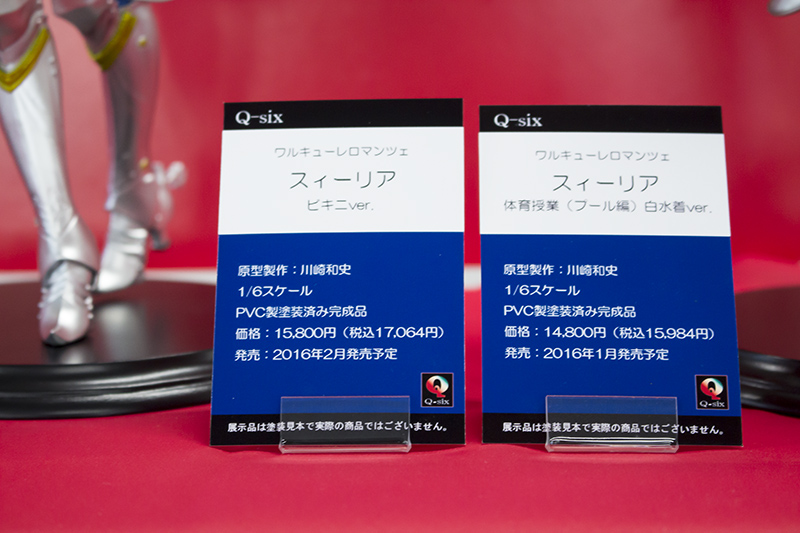 Q-six
ワルキューレロマンツェ
スィーリア
ビキニver.
原型製作：川崎和史
1/6スケール
PVC製塗装済み完成品
価格：15,800円（税込17,064円）
発売：2016年2月発売予定
Q-six
展示品は塗装見本で実際の商品ではございません。
Q-six
ワルキューレロマンツェ
スィーリア
体育授業（プール編）白水着ver.
原型製作：川崎和史
1/6スケール
PVC製塗装済み完成品
価格：14,800円（税込15,984円）
発売：2016年1月発売予定
Q-six
展示品は塗装見本で実際の商品ではございません。